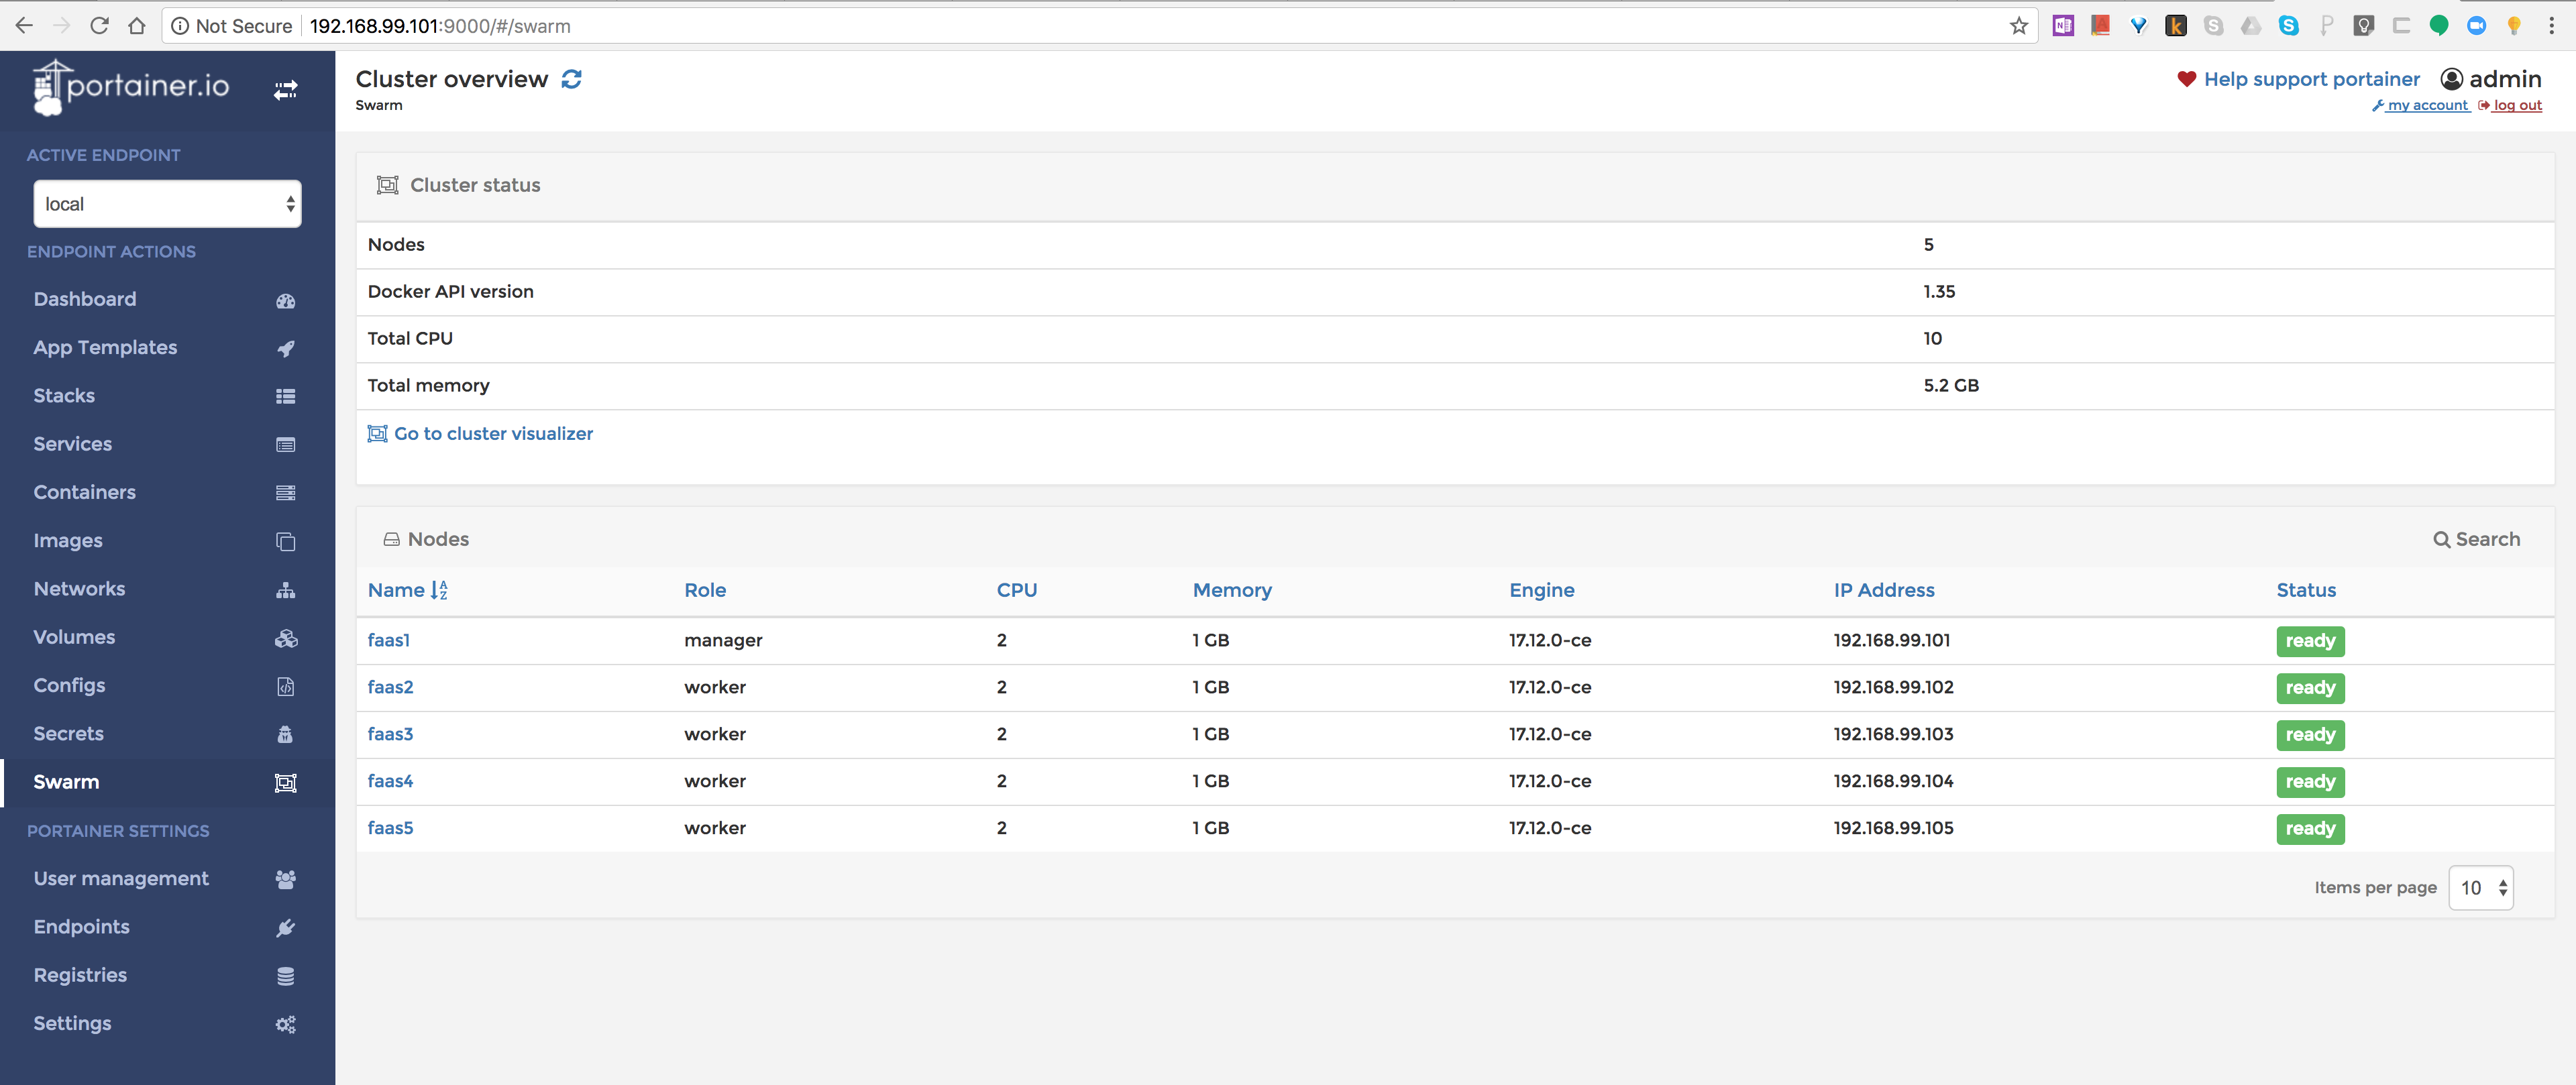 Not Secure 192.168.99.101:9000/#/swarm
portainer.io
ACTIVE ENDPOINT
local
ENDPOINT ACTIONS
Dashboard
App Templates
Stacks
Services
Containers
Images
Networks
Volumes
Configs
Secrets
Swarm
PORTAINER SETTINGS
User management
Endpoints
Registries
Settings
Cluster overview
Swarm
Help support portainer admin
my account log out
Cluster status
Nodes 5
Docker API version 1.35
Total CPU 10
Total memory 5.2 GB
Go to cluster visualizer
Nodes Search
Name Role CPU Memory Engine IP Address Status
faas1 manager 2 1 GB 17.12.0-ce 192.168.99.101 ready
faas2 worker 2 1 GB 17.12.0-ce 192.168.99.102 ready
faas3 worker 2 1 GB 17.12.0-ce 192.168.99.103 ready
faas4 worker 2 1 GB 17.12.0-ce 192.168.99.104 ready
faas5 worker 2 1 GB 17.12.0-ce 192.168.99.105 ready
Items per page 10